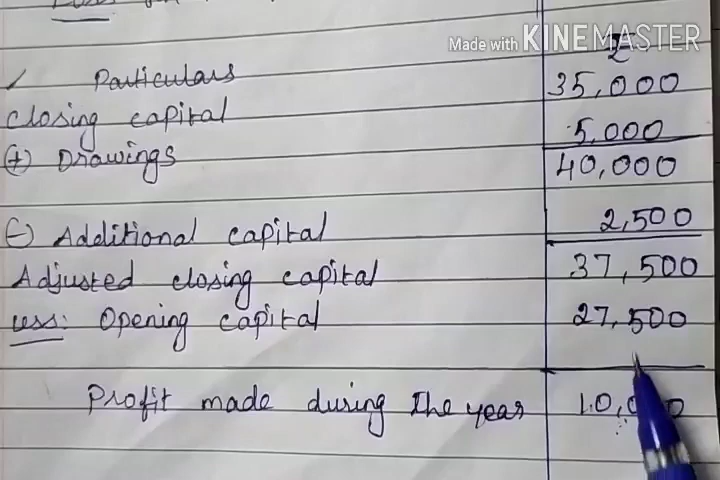 Made with KINEMASTER
Particulars ₹
Closing capital 35,000
(+) Drawings 5,000
40,000
(-) Additional capital 2,500
Adjusted closing capital 37,500
Less: Opening capital 27,500
Profit made during the year